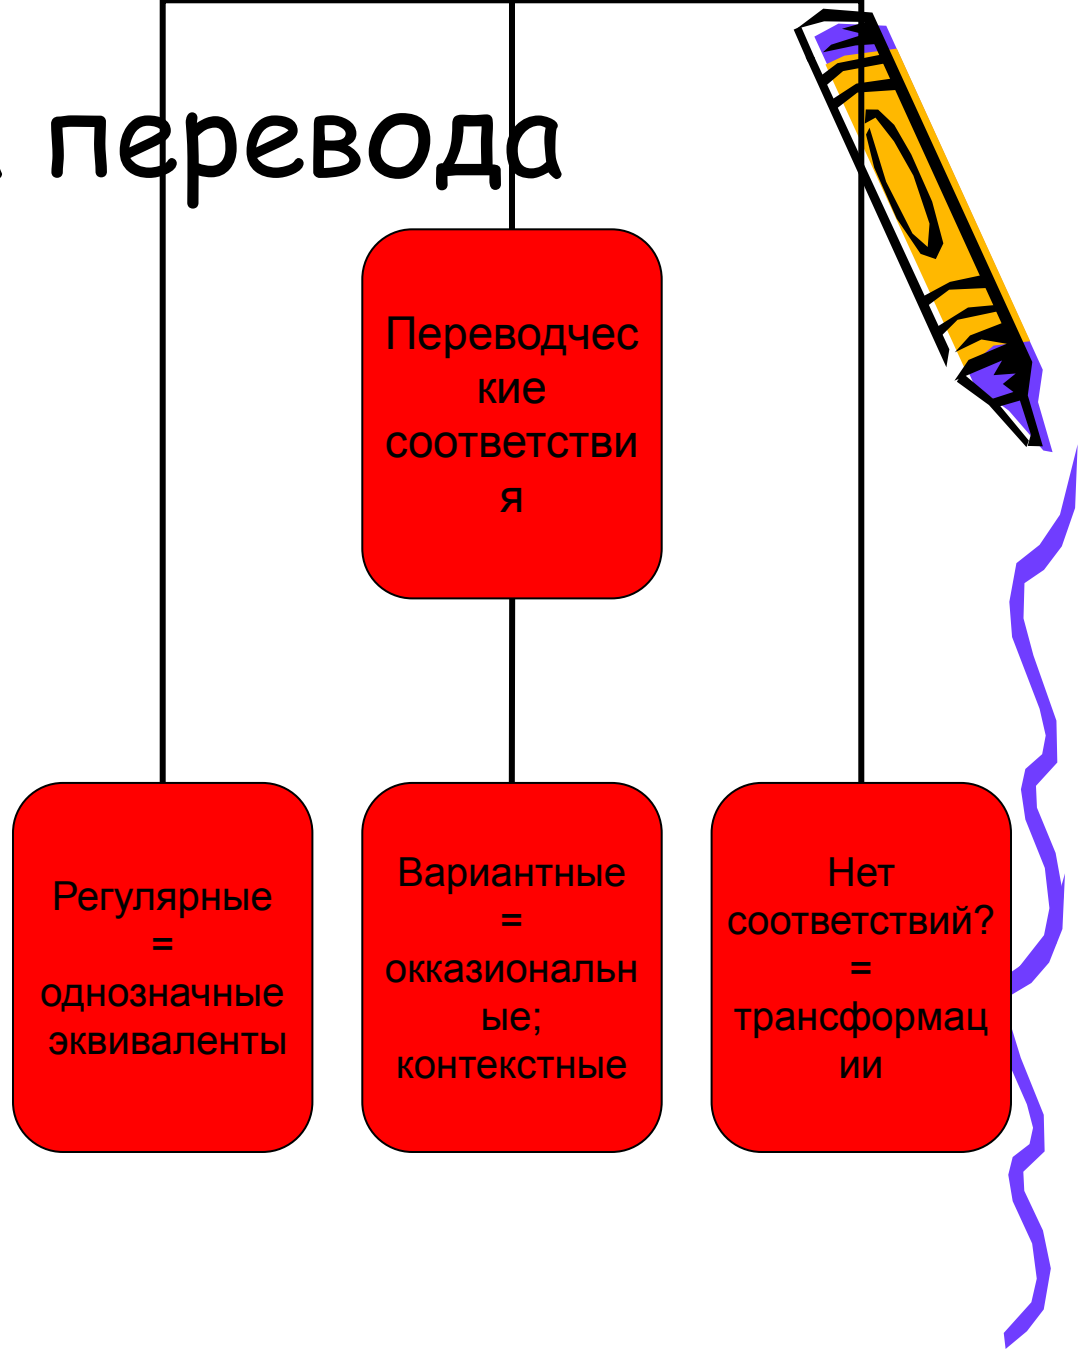 перевода
Переводчес
кие
соответстви
я
Регулярные
=
однозначные
эквиваленты
Вариантные
=
окказиональн
ые;
контекстные
Нет
соответствий?
=
трансформац
ии